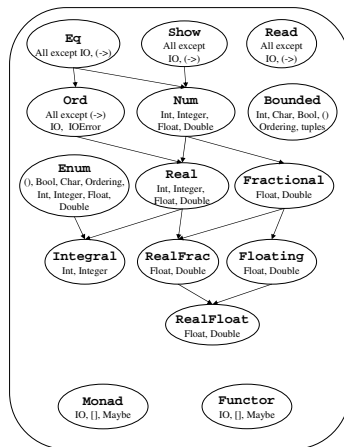 Eq
All except IO, (->)
Show
All except
IO, (->)
Read
All except
IO, (->)
Ord
All except (->)
IO, IOError
Num
Int, Integer,
Float, Double
Bounded
Int, Char, Bool, ()
Ordering, tuples
Enum
(), Bool, Char, Ordering,
Int, Integer, Float,
Double
Real
Int, Integer,
Float, Double
Fractional
Float, Double
Integral
Int, Integer
RealFrac
Float, Double
Floating
Float, Double
RealFloat
Float, Double
Monad
IO, [], Maybe
Functor
IO, [], Maybe